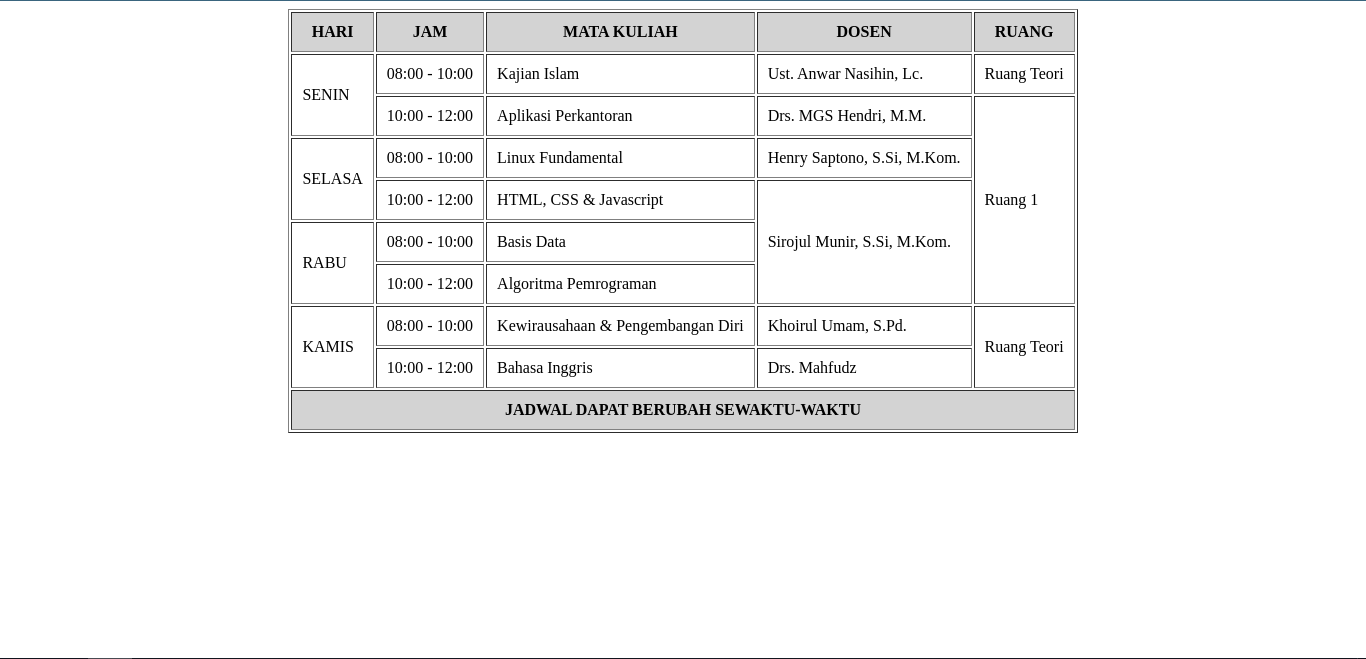 HARI JAM MATA KULIAH DOSEN RUANG
SENIN 08:00 - 10:00 Kajian Islam Ust. Anwar Nasihin, Lc. Ruang Teori
10:00 - 12:00 Aplikasi Perkantoran Drs. MGS Hendri, M.M. Ruang 1
SELASA 08:00 - 10:00 Linux Fundamental Henry Saptono, S.Si, M.Kom.
10:00 - 12:00 HTML, CSS & Javascript Sirojul Munir, S.Si, M.Kom.
RABU 08:00 - 10:00 Basis Data
10:00 - 12:00 Algoritma Pemrograman
KAMIS 08:00 - 10:00 Kewirausahaan & Pengembangan Diri Khoirul Umam, S.Pd. Ruang Teori
10:00 - 12:00 Bahasa Inggris Drs. Mahfudz
JADWAL DAPAT BERUBAH SEWAKTU-WAKTU